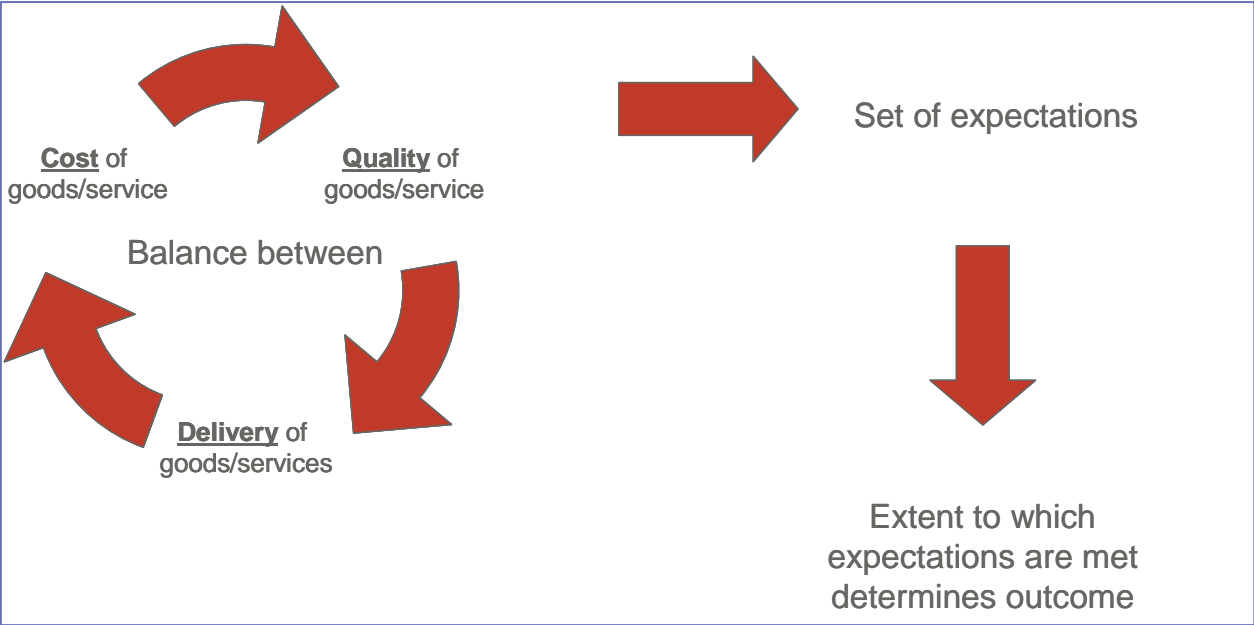 Cost of
goods/service
Quality of
goods/service
Balance between
Delivery of
goods/services
Set of expectations
Extent to which
expectations are met
determines outcome